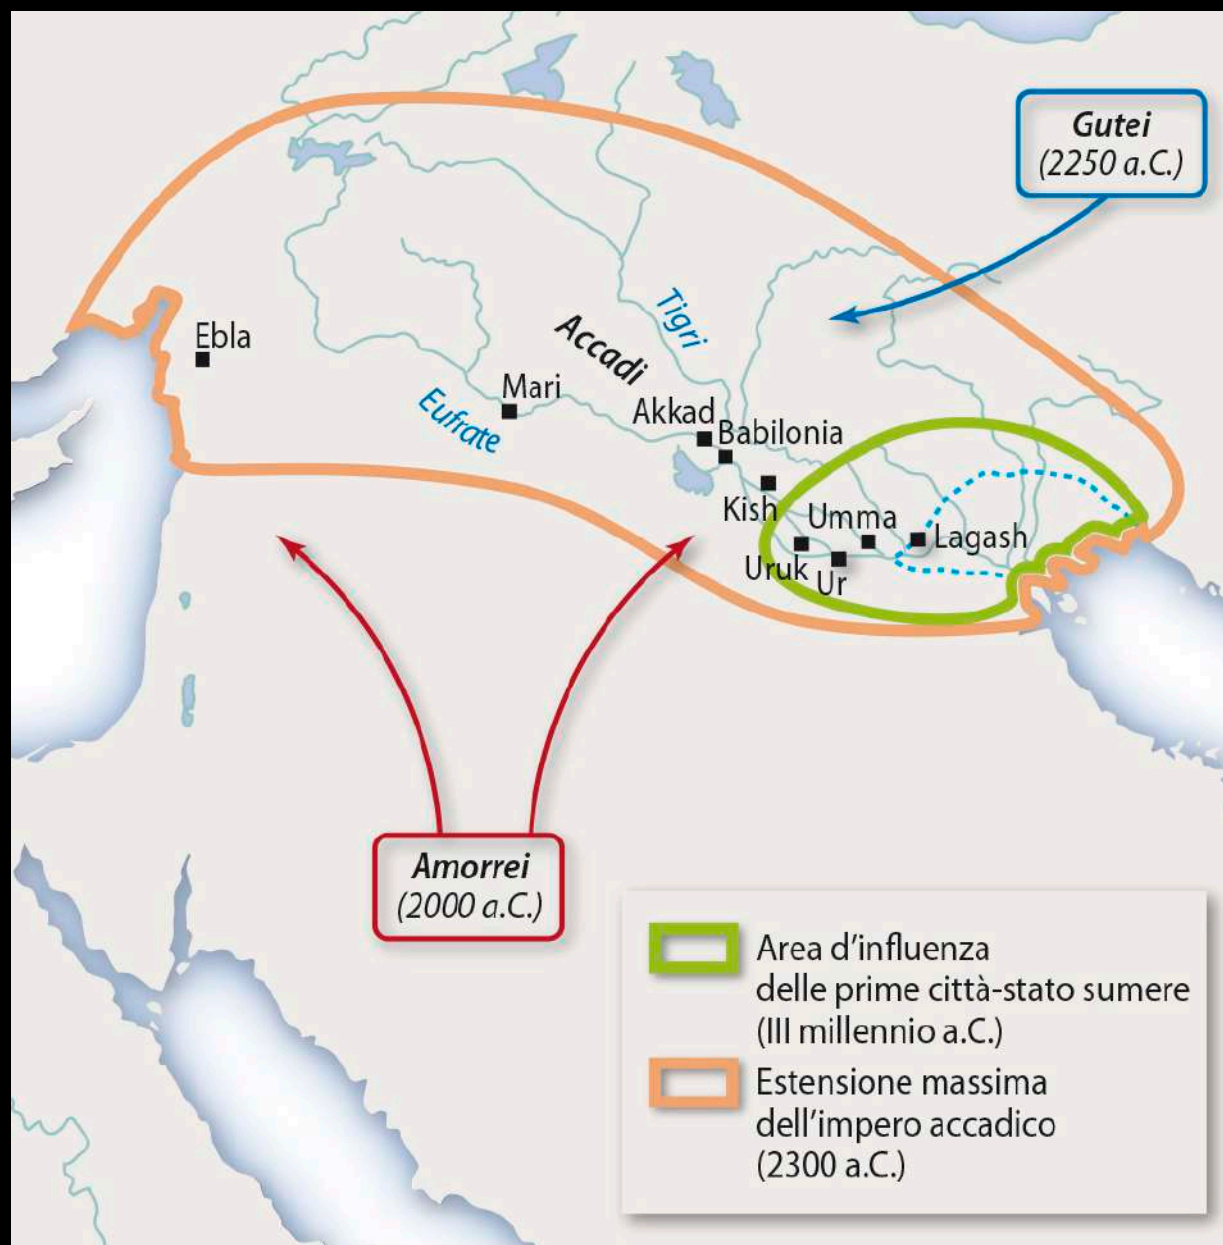 Gutei
(2250 a.C.)
Ebla
Tigri
Accadi
Mari
Eufrate
Akkad
Babilonia
Kish
Umma
Lagash
Uruk
Ur
Amorrei
(2000 a.C.)
Area d'influenza
delle prime città-stato sumere
(III millennio a.C.)
Estensione massima
dell'impero accadico
(2300 a.C.)